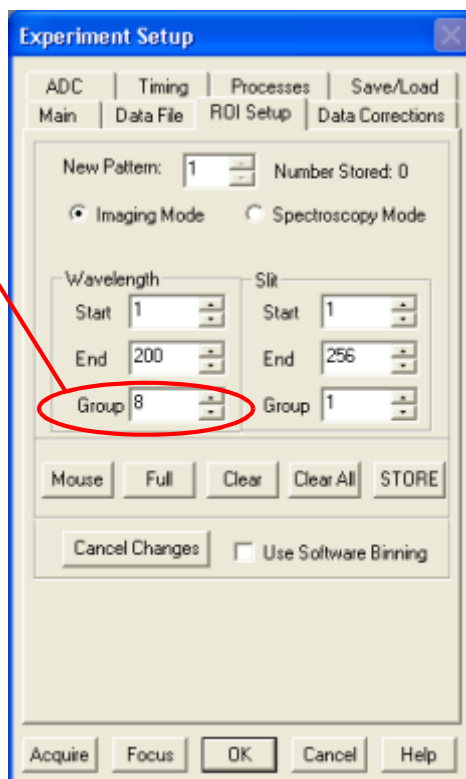 Experiment Setup
ADC Timing Processes Save/Load
Main Data File ROI Setup Data Corrections
New Pattern: 1 Number Stored: 0
Imaging Mode Spectroscopy Mode
Wavelength Slit
Start 1 Start 1
End 200 End 256
Group 8 Group 1
Mouse Full Clear Clear All STORE
Cancel Changes Use Software Binning
Acquire Focus OK Cancel Help